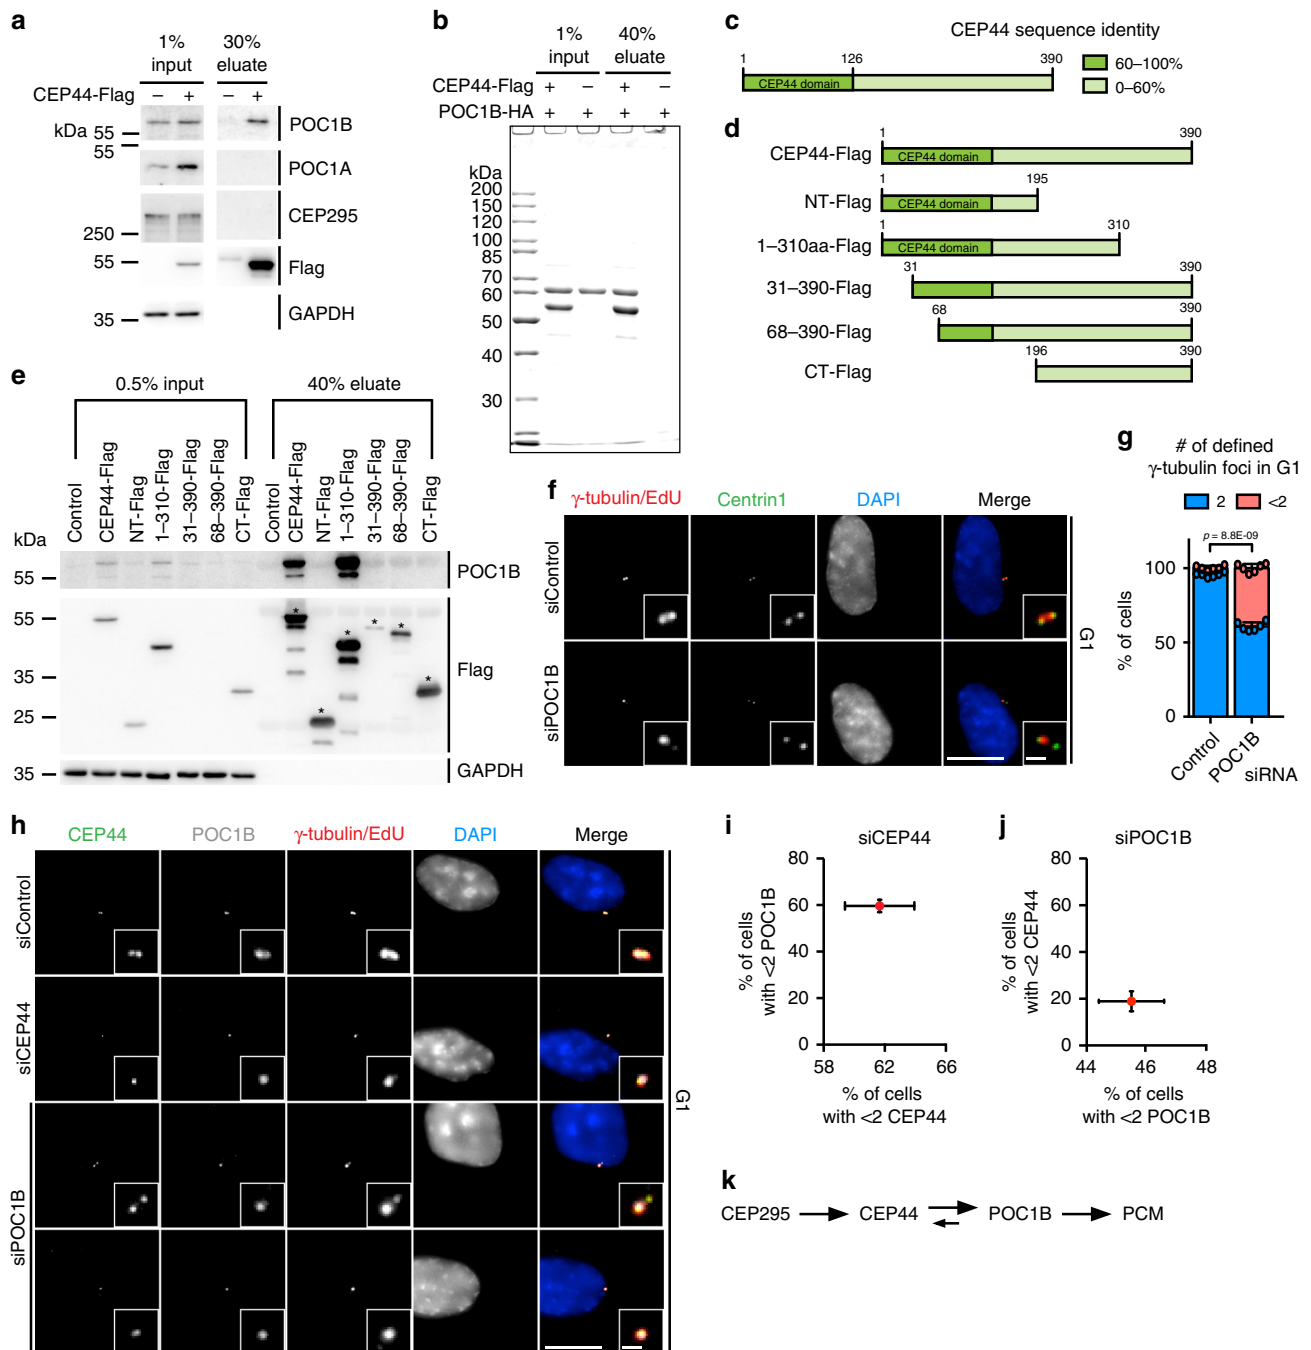 a
1% input
30% eluate
CEP44-Flag – + – +
kDa
55
POC1B
55
POC1A
CEP295
250
55
Flag
GAPDH
35
b
1% input
40% eluate
CEP44-Flag + – + –
POC1B-HA + + + +
kDa
200
150
120
100
85
70
60
50
40
30
c
CEP44 sequence identity
1 126 390
CEP44 domain
60–100%
0–60%
d
1 390
CEP44-Flag CEP44 domain
1 195
NT-Flag CEP44 domain
1 310
1–310aa-Flag CEP44 domain
31 390
31–390-Flag
68 390
68–390-Flag
196 390
CT-Flag
e
0.5% input
40% eluate
Control
CEP44-Flag
NT-Flag
1–310-Flag
31–390-Flag
68–390-Flag
CT-Flag
Control
CEP44-Flag
NT-Flag
1–310-Flag
31–390-Flag
68–390-Flag
CT-Flag
kDa
55
POC1B
55
35
25
* * * * * *
Flag
35
GAPDH
f
γ-tubulin/EdU Centrin1 DAPI Merge
siControl
siPOC1B
G1
g
# of defined
γ-tubulin foci in G1
2 <2
p = 8.8E-09
% of cells
100
50
0
Control
POC1B
siRNA
h
CEP44 POC1B γ-tubulin/EdU DAPI Merge
siControl
siCEP44
siPOC1B
G1
i
siCEP44
% of cells
with <2 POC1B
80
60
40
20
0
58 62 66
% of cells
with <2 CEP44
j
siPOC1B
% of cells
with <2 CEP44
80
60
40
20
0
44 46 48
% of cells
with <2 POC1B
k
CEP295 CEP44 POC1B PCM